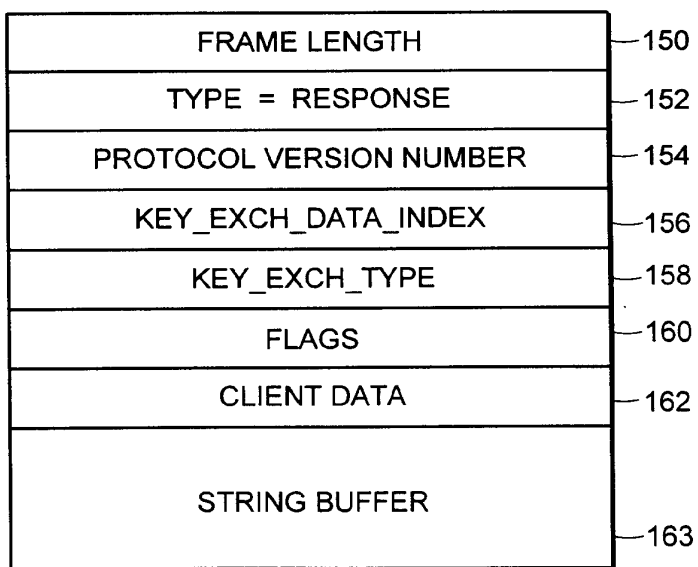 FRAME LENGTH 150
TYPE = RESPONSE 152
PROTOCOL VERSION NUMBER 154
KEY_EXCH_DATA_INDEX 156
KEY_EXCH_TYPE 158
FLAGS 160
CLIENT DATA 162
STRING BUFFER 163